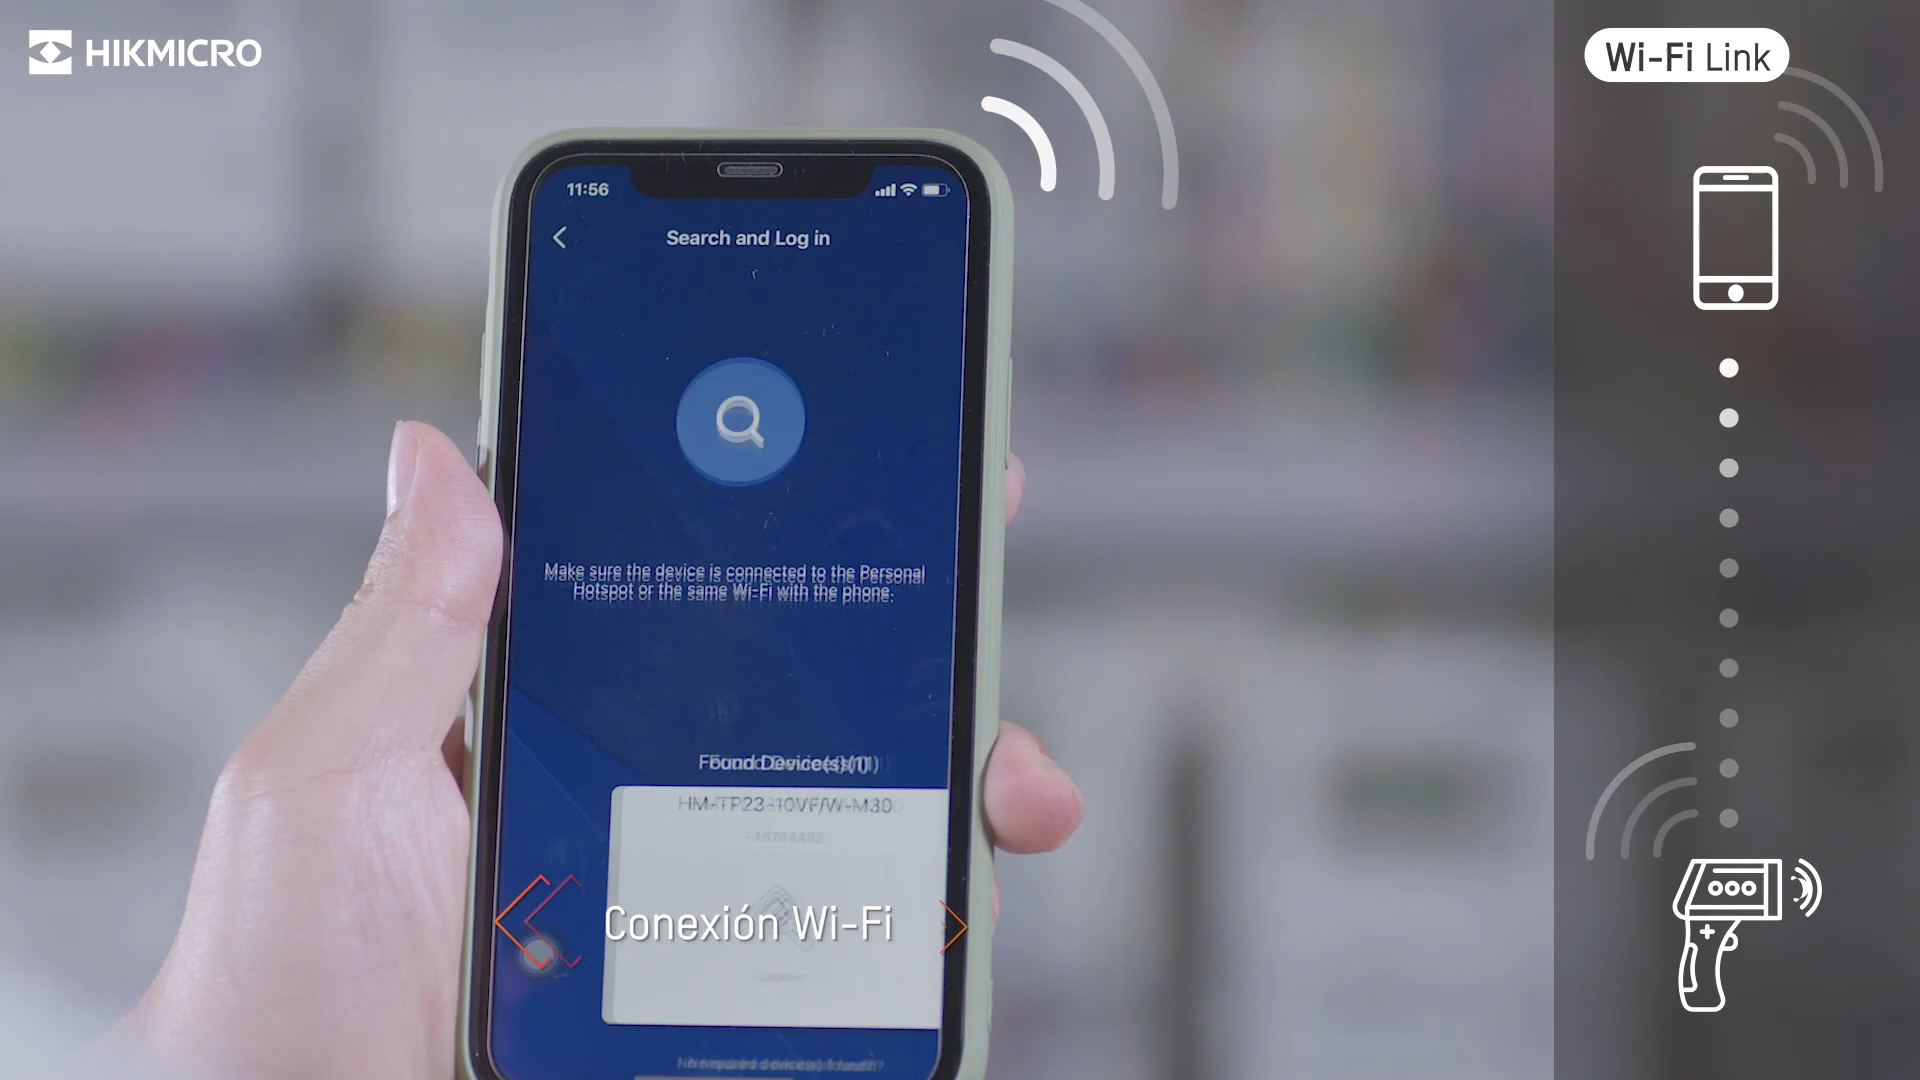 HIKMICRO
Wi-Fi Link
11:56
Search and Log in
Make sure the device is connected to the Personal
Hotspot or the same Wi-Fi with the phone.
Found Device(s)(1)
HM-TP23-10VF/W-M30
Conexión Wi-Fi